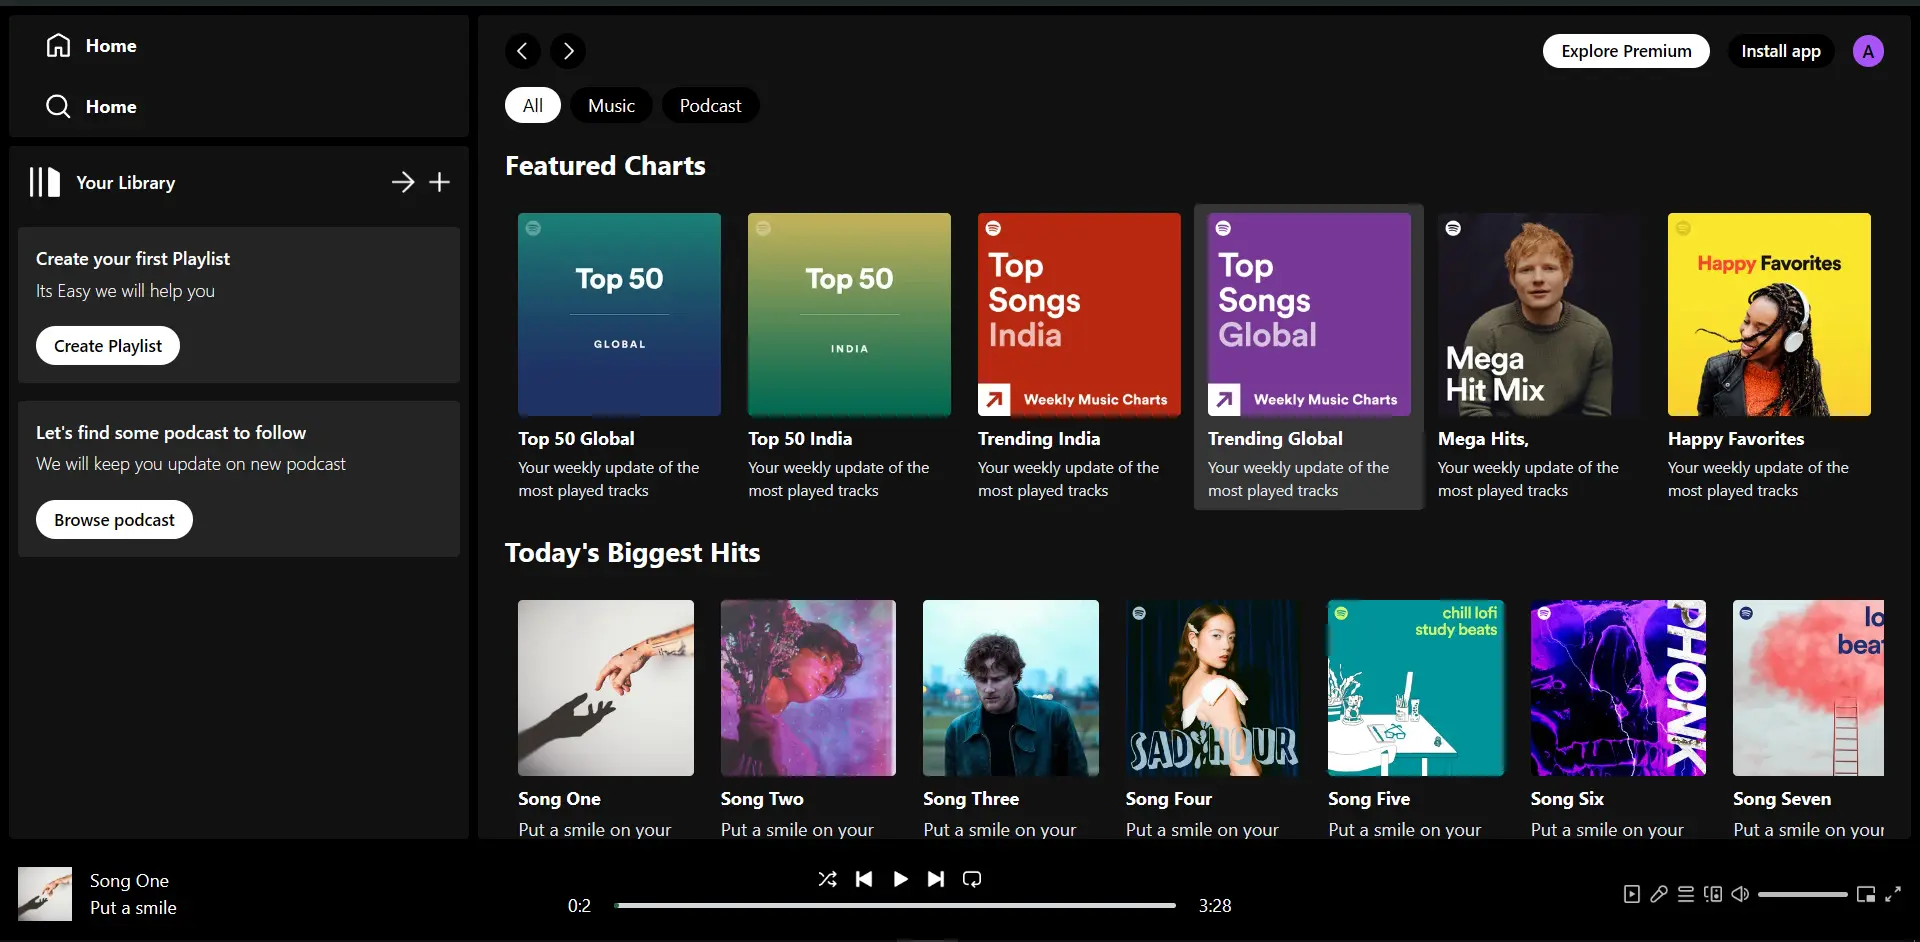 Home
Home
Your Library
Create your first Playlist
Its Easy we will help you
Create Playlist
Let's find some podcast to follow
We will keep you update on new podcast
Browse podcast
Explore Premium
Install app
A
All
Music
Podcast
Featured Charts
Top 50
GLOBAL
Top 50 Global
Your weekly update of the
most played tracks
Top 50
INDIA
Top 50 India
Your weekly update of the
most played tracks
Top
Songs
India
Weekly Music Charts
Trending India
Your weekly update of the
most played tracks
Top
Songs
Global
Weekly Music Charts
Trending Global
Your weekly update of the
most played tracks
Mega
Hit Mix
Mega Hits,
Your weekly update of the
most played tracks
Happy Favorites
Happy Favorites
Your weekly update of the
most played tracks
Today's Biggest Hits
Song One
Put a smile on your
Song Two
Put a smile on your
Song Three
Put a smile on your
SAD HOUR
Song Four
Put a smile on your
chill lofi
study beats
Song Five
Put a smile on your
PHONK
Song Six
Put a smile on your
lo
beat
Song Seven
Put a smile on your
Song One
Put a smile
0:2
3:28